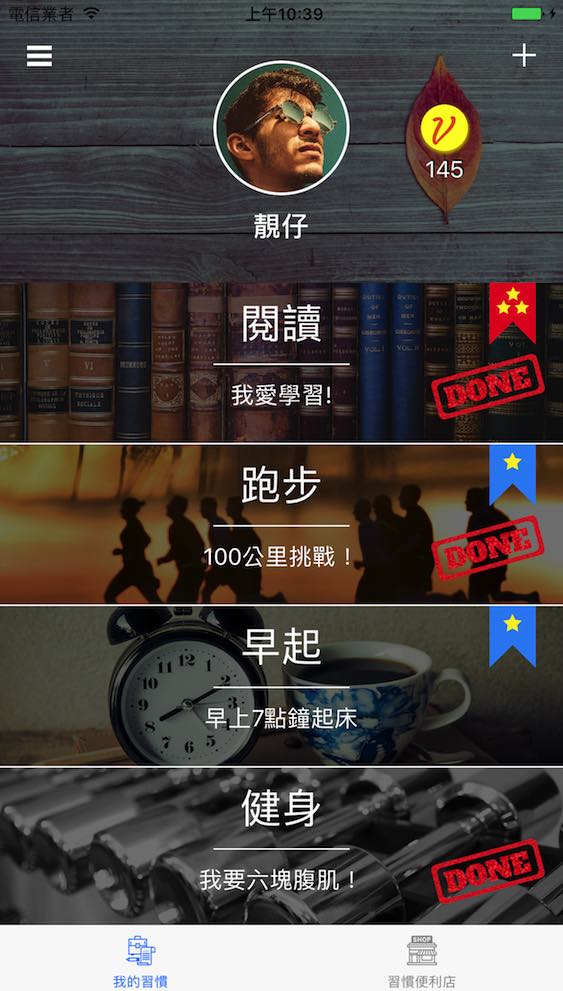 電信業者
上午10:39
V
145
靚仔
閱讀
我愛學習!
DONE
跑步
100公里挑戰！
DONE
早起
早上7點鐘起床
健身
我要六塊腹肌！
DONE
我的習慣
SHOP
習慣便利店